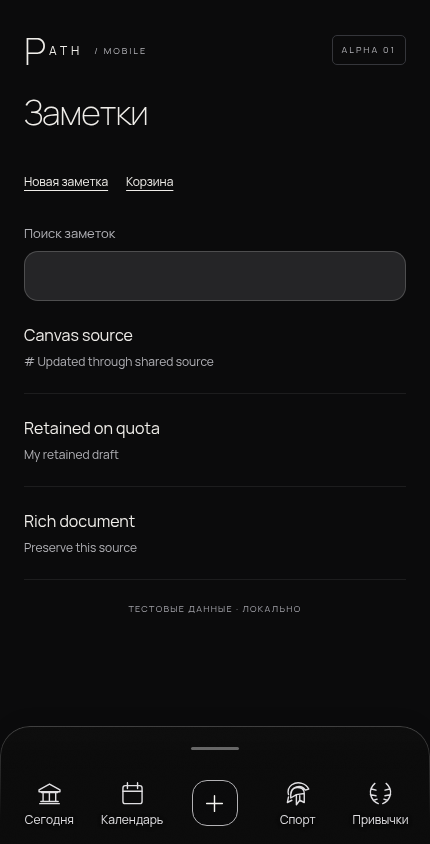 PATH / MOBILE
ALPHA 01
Заметки
Новая заметка Корзина
Поиск заметок
Canvas source
# Updated through shared source
Retained on quota
My retained draft
Rich document
Preserve this source
ТЕСТОВЫЕ ДАННЫЕ · ЛОКАЛЬНО
Сегодня Календарь Спорт Привычки